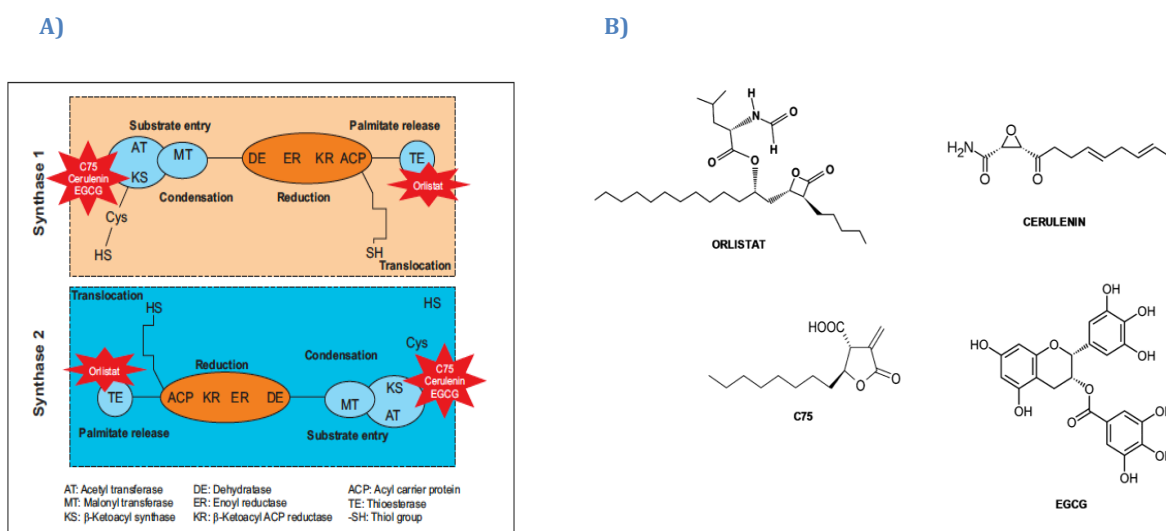 A)
B)
Synthase 1
Substrate entry
Palmitate release
AT
MT
KS
C75
Cerulenin
EGCG
DE ER KR ACP
TE
Orlistat
Condensation
Reduction
Cys
HS
SH
Translocation
Synthase 2
Translocation
HS
HS
Cys
Condensation
Reduction
Orlistat
TE
ACP KR ER DE
KS
MT
AT
C75
Cerulenin
EGCG
Palmitate release
Substrate entry
AT: Acetyl transferase
MT: Malonyl transferase
KS: β-Ketoacyl synthase
DE: Dehydratase
ER: Enoyl reductase
KR: β-Ketoacyl ACP reductase
ACP: Acyl carrier protein
TE: Thioesterase
-SH: Thiol group
H
N
O
H
O
O
O
O
ORLISTAT
O
H2N
O
O
CERULENIN
HOOC
O
O
C75
OH
OH
HO
O
OH
O
OH
O
OH
OH
OH
EGCG